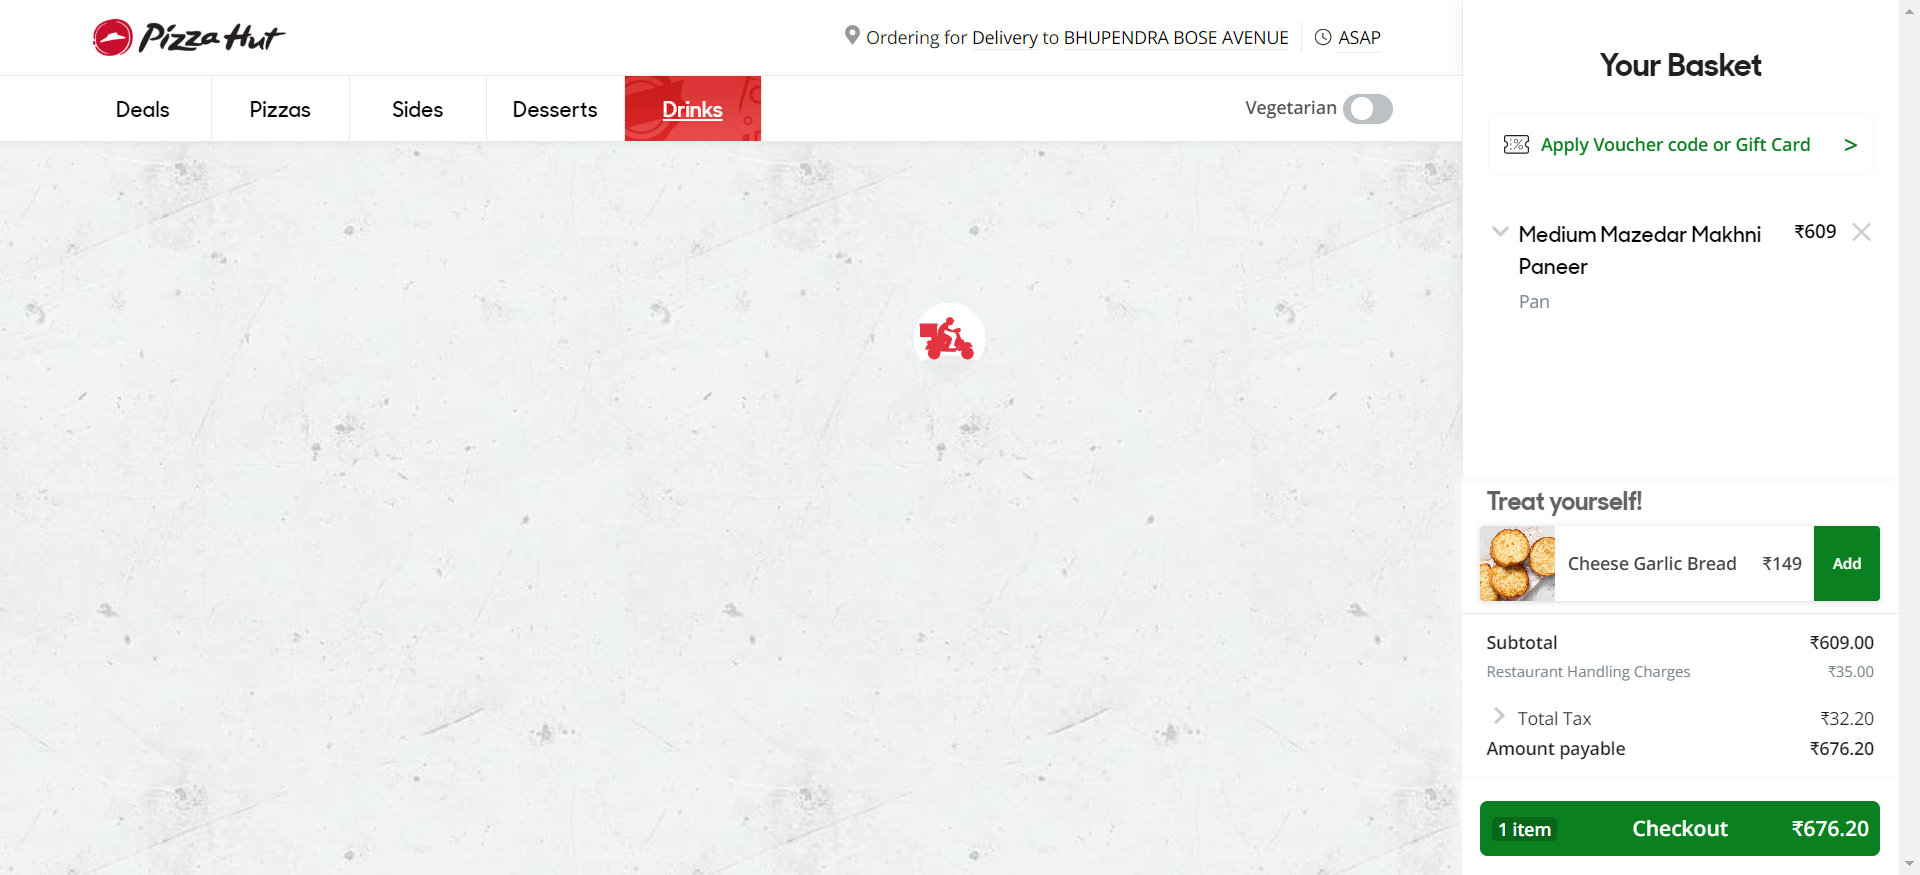 Pizza Hut
Ordering for Delivery to BHUPENDRA BOSE AVENUE
ASAP
Deals
Pizzas
Sides
Desserts
Drinks
Vegetarian
Your Basket
Apply Voucher code or Gift Card >
Medium Mazedar Makhni
Paneer
₹609
Pan
Treat yourself!
Cheese Garlic Bread ₹149 Add
Subtotal ₹609.00
Restaurant Handling Charges ₹35.00
Total Tax ₹32.20
Amount payable ₹676.20
1 item Checkout ₹676.20